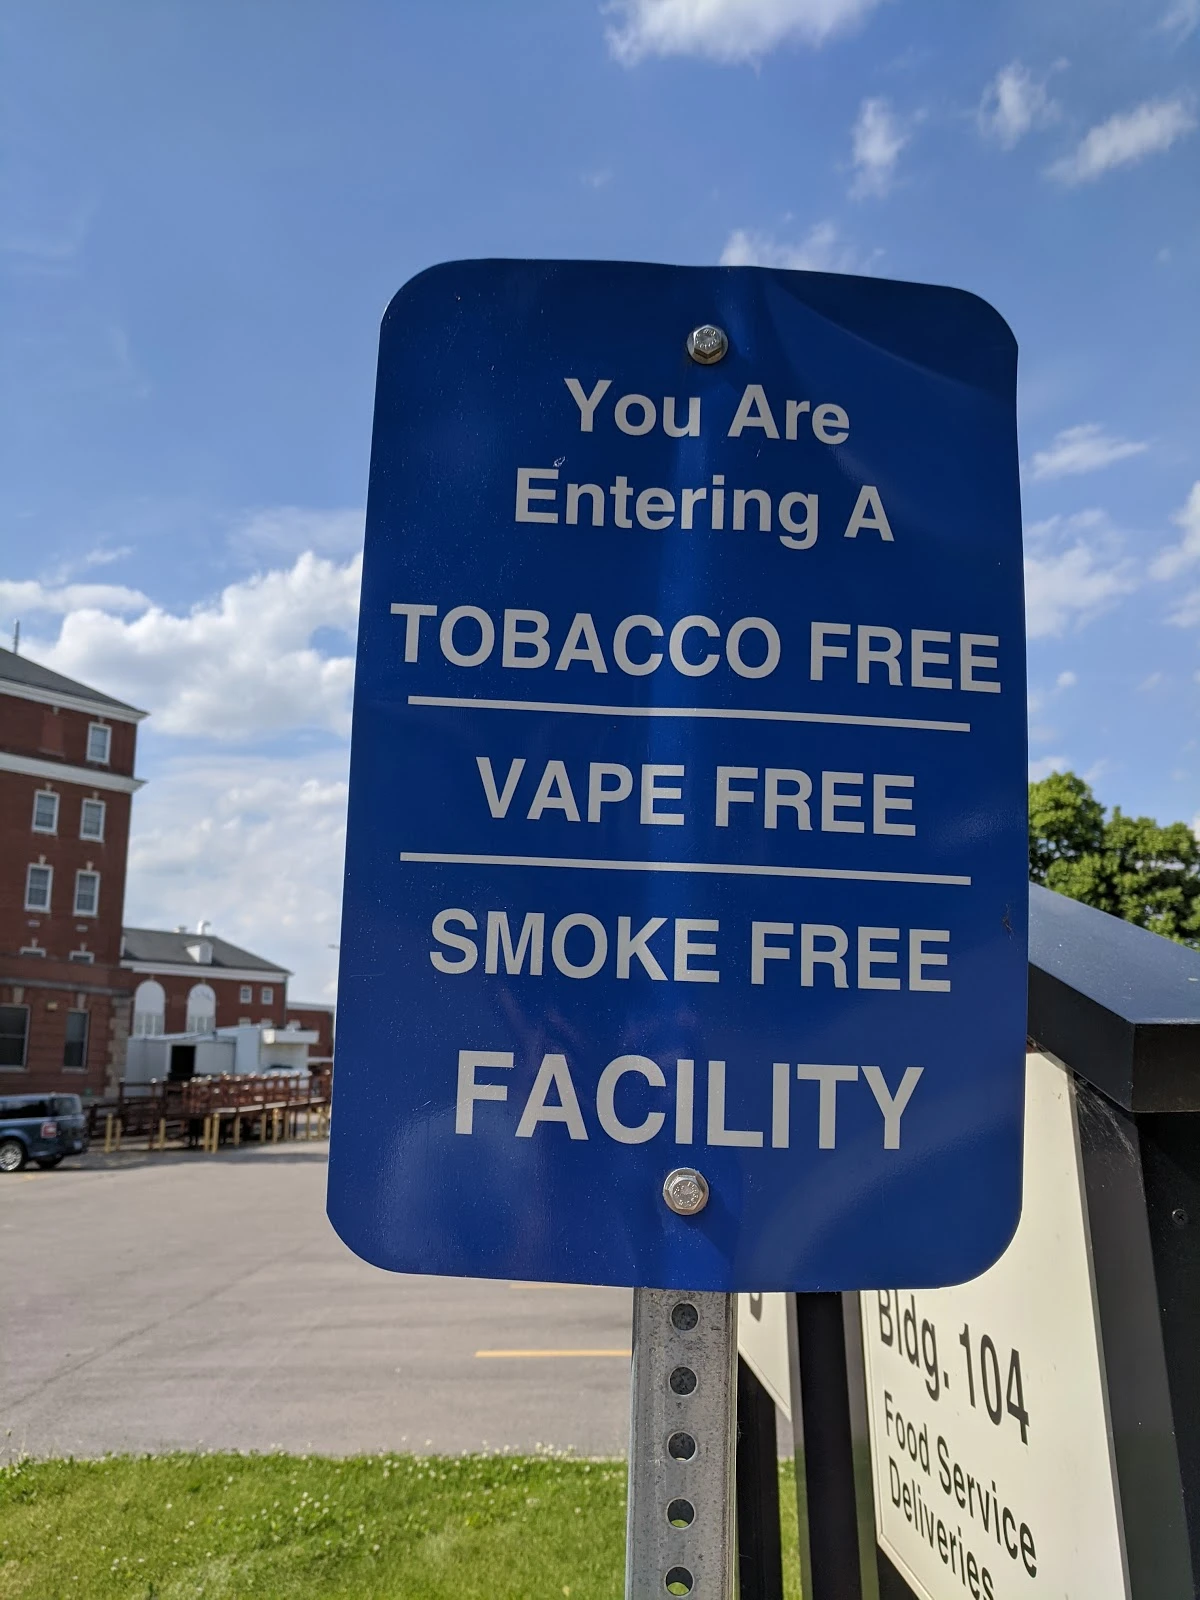 You Are
Entering A
TOBACCO FREE
VAPE FREE
SMOKE FREE
FACILITY
Bldg. 104
Food Service
Deliveries